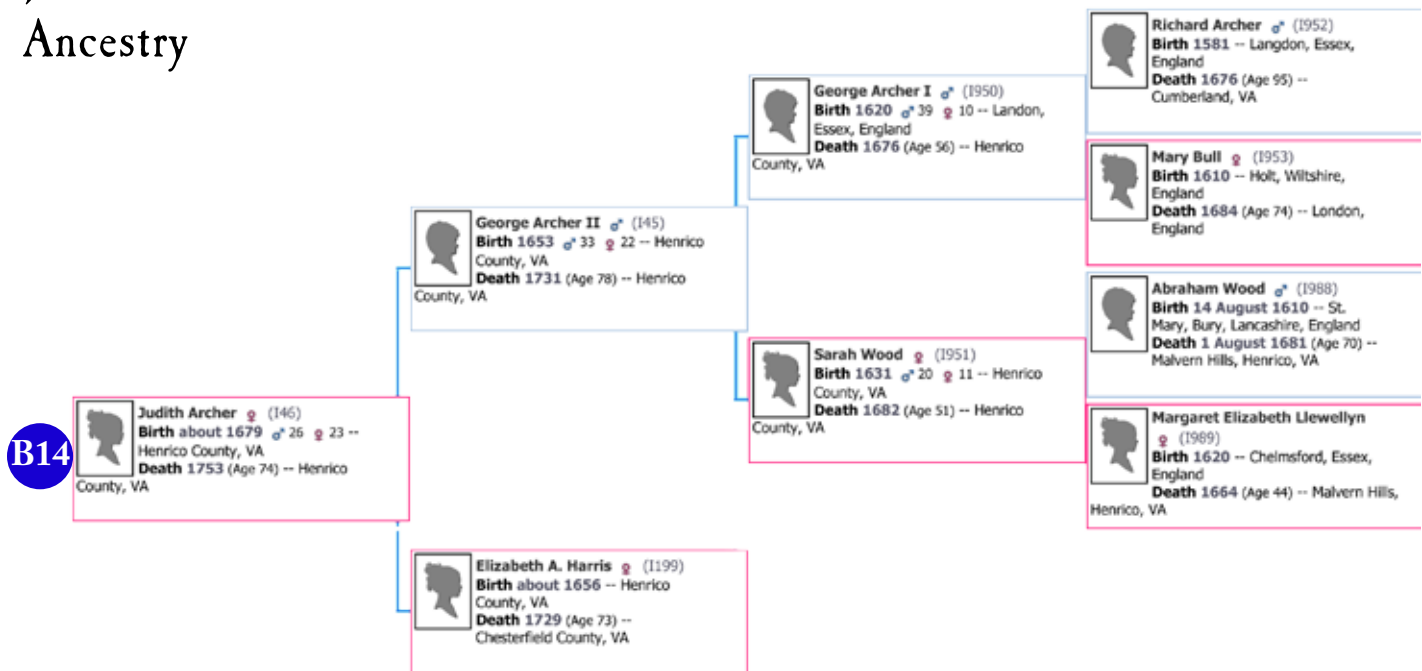 Ancestry
Richard Archer ♂ (I952)
Birth 1581 -- Langdon, Essex,
England
Death 1676 (Age 95) --
Cumberland, VA
George Archer I ♂ (I950)
Birth 1620 ♂ 39 ♀ 10 -- Landon,
Essex, England
Death 1676 (Age 56) -- Henrico
County, VA
Mary Bull ♀ (I953)
Birth 1610 -- Holt, Wiltshire,
England
Death 1684 (Age 74) -- London,
England
George Archer II ♂ (I45)
Birth 1653 ♂ 33 ♀ 22 -- Henrico
County, VA
Death 1731 (Age 78) -- Henrico
County, VA
Abraham Wood ♂ (I988)
Birth 14 August 1610 -- St.
Mary, Bury, Lancashire, England
Death 1 August 1681 (Age 70) --
Malvern Hills, Henrico, VA
Sarah Wood ♀ (I951)
Birth 1631 ♂ 20 ♀ 11 -- Henrico
County, VA
Death 1682 (Age 51) -- Henrico
County, VA
Margaret Elizabeth Llewellyn
♀ (I989)
Birth 1620 -- Chelmsford, Essex,
England
Death 1664 (Age 44) -- Malvern Hills,
Henrico, VA
B14
Judith Archer ♀ (I46)
Birth about 1679 ♂ 26 ♀ 23 --
Henrico County, VA
Death 1753 (Age 74) -- Henrico
County, VA
Elizabeth A. Harris ♀ (I199)
Birth about 1656 -- Henrico
County, VA
Death 1729 (Age 73) --
Chesterfield County, VA